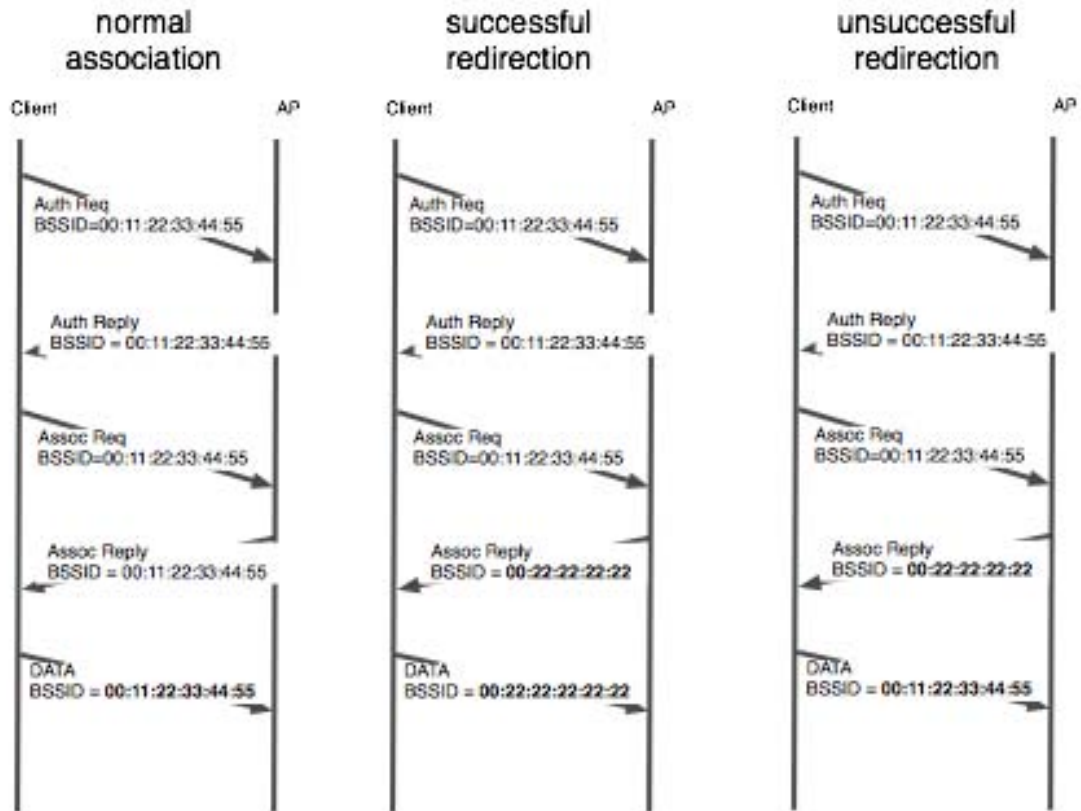 normal
association
Client
AP
Auth Req
BSSID=00:11:22:33:44:55
Auth Reply
BSSID = 00:11:22:33:44:55
Assoc Req
BSSID=00:11:22:33:44:55
Assoc Reply
BSSID = 00:11:22:33:44:55
DATA
BSSID = 00:11:22:33:44:55
successful
redirection
Client
AP
Auth Req
BSSID=00:11:22:33:44:55
Auth Reply
BSSID = 00:11:22:33:44:55
Assoc Req
BSSID=00:11:22:33:44:55
Assoc Reply
BSSID = 00:22:22:22:22
DATA
BSSID = 00:22:22:22:22:22
unsuccessful
redirection
Client
AP
Auth Req
BSSID=00:11:22:33:44:55
Auth Reply
BSSID = 00:11:22:33:44:55
Assoc Req
BSSID=00:11:22:33:44:55
Assoc Reply
BSSID = 00:22:22:22:22
DATA
BSSID = 00:11:22:33:44:55